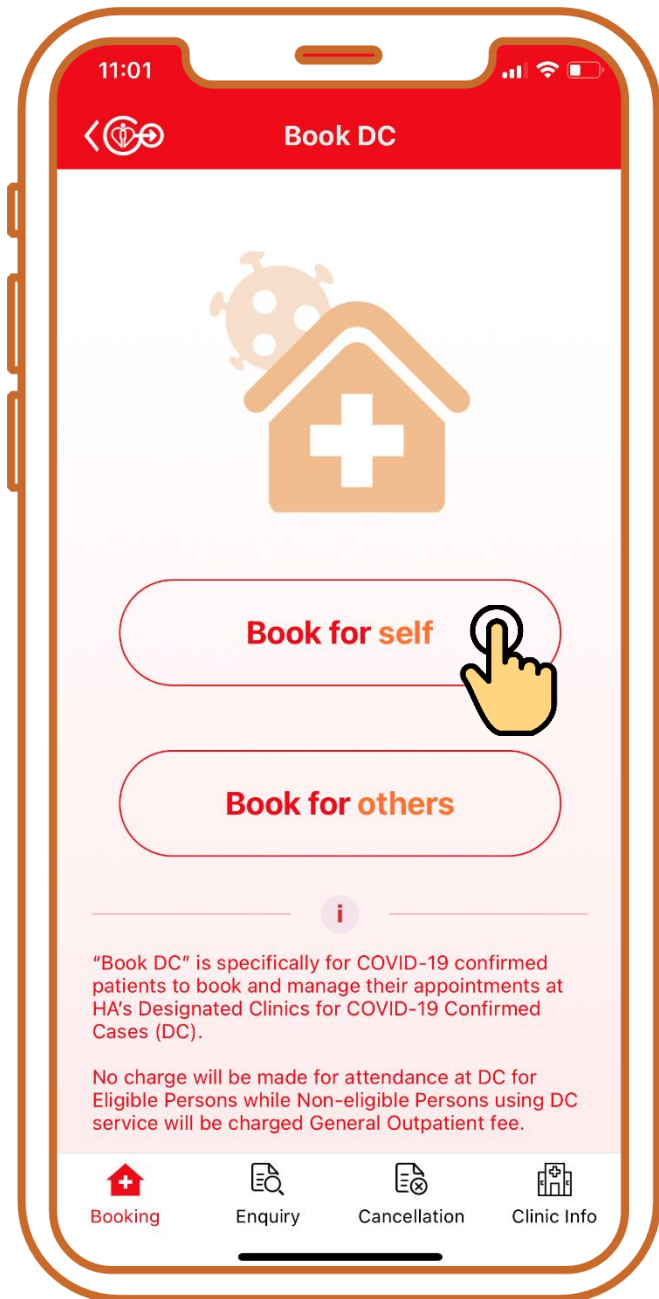 11:01
Book DC
Book for self
Book for others
i
“Book DC” is specifically for COVID-19 confirmed
patients to book and manage their appointments at
HA's Designated Clinics for COVID-19 Confirmed
Cases (DC).
No charge will be made for attendance at DC for
Eligible Persons while Non-eligible Persons using DC
service will be charged General Outpatient fee.
Booking Enquiry Cancellation Clinic Info